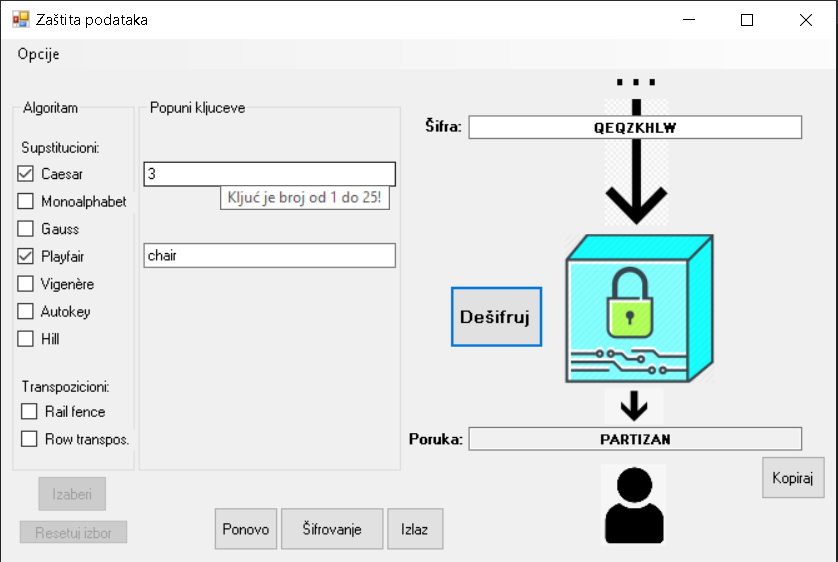 Zaštita podataka
Opcije
Algoritam
Supstitucioni:
Caesar
Monoalphabet
Gauss
Playfair
Vigenère
Autokey
Hill
Transpozicioni:
Rail fence
Row transpos.
Izaberi
Resetuj izbor
Popuni kljuceve
3
Ključ je broj od 1 do 25!
chair
Ponovo
Šifrovanje
Izlaz
...
Šifra:
QEQZKHLW
Dešifruj
Poruka:
PARTIZAN
Kopiraj